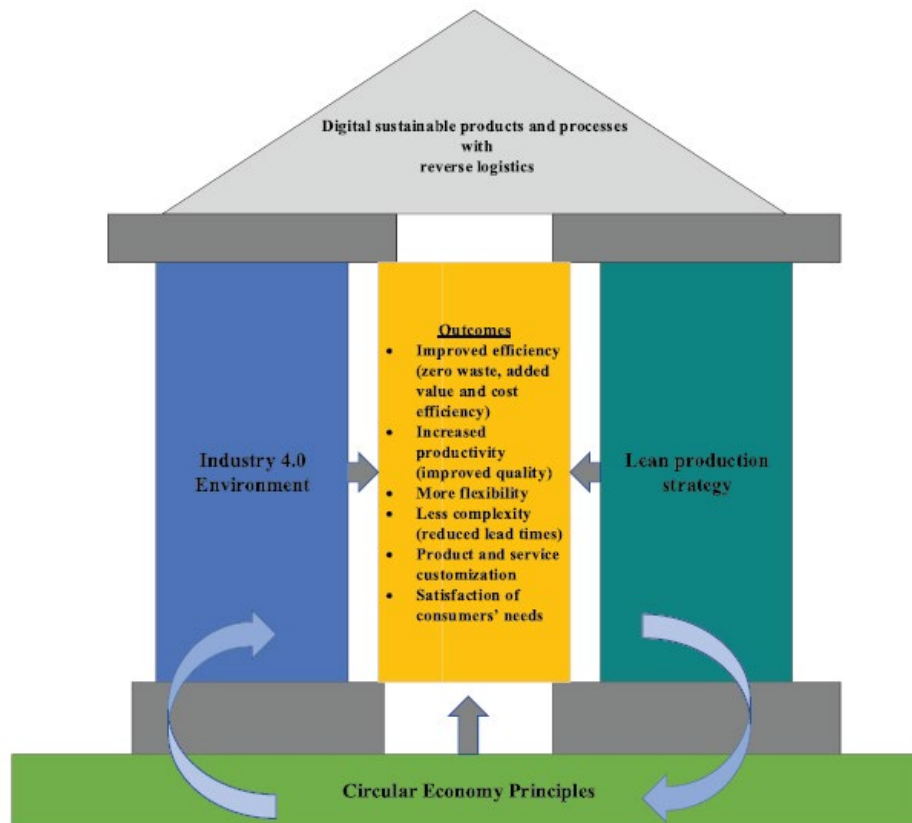 Digital sustainable products and processes
with
reverse logistics
Outcomes
• Improved efficiency
(zero waste, added
value and cost
efficiency)
• Increased
productivity
(improved quality)
• More flexibility
• Less complexity
(reduced lead times)
• Product and service
customization
• Satisfaction of
consumers’ needs
Industry 4.0
Environment
Lean production
strategy
Circular Economy Principles